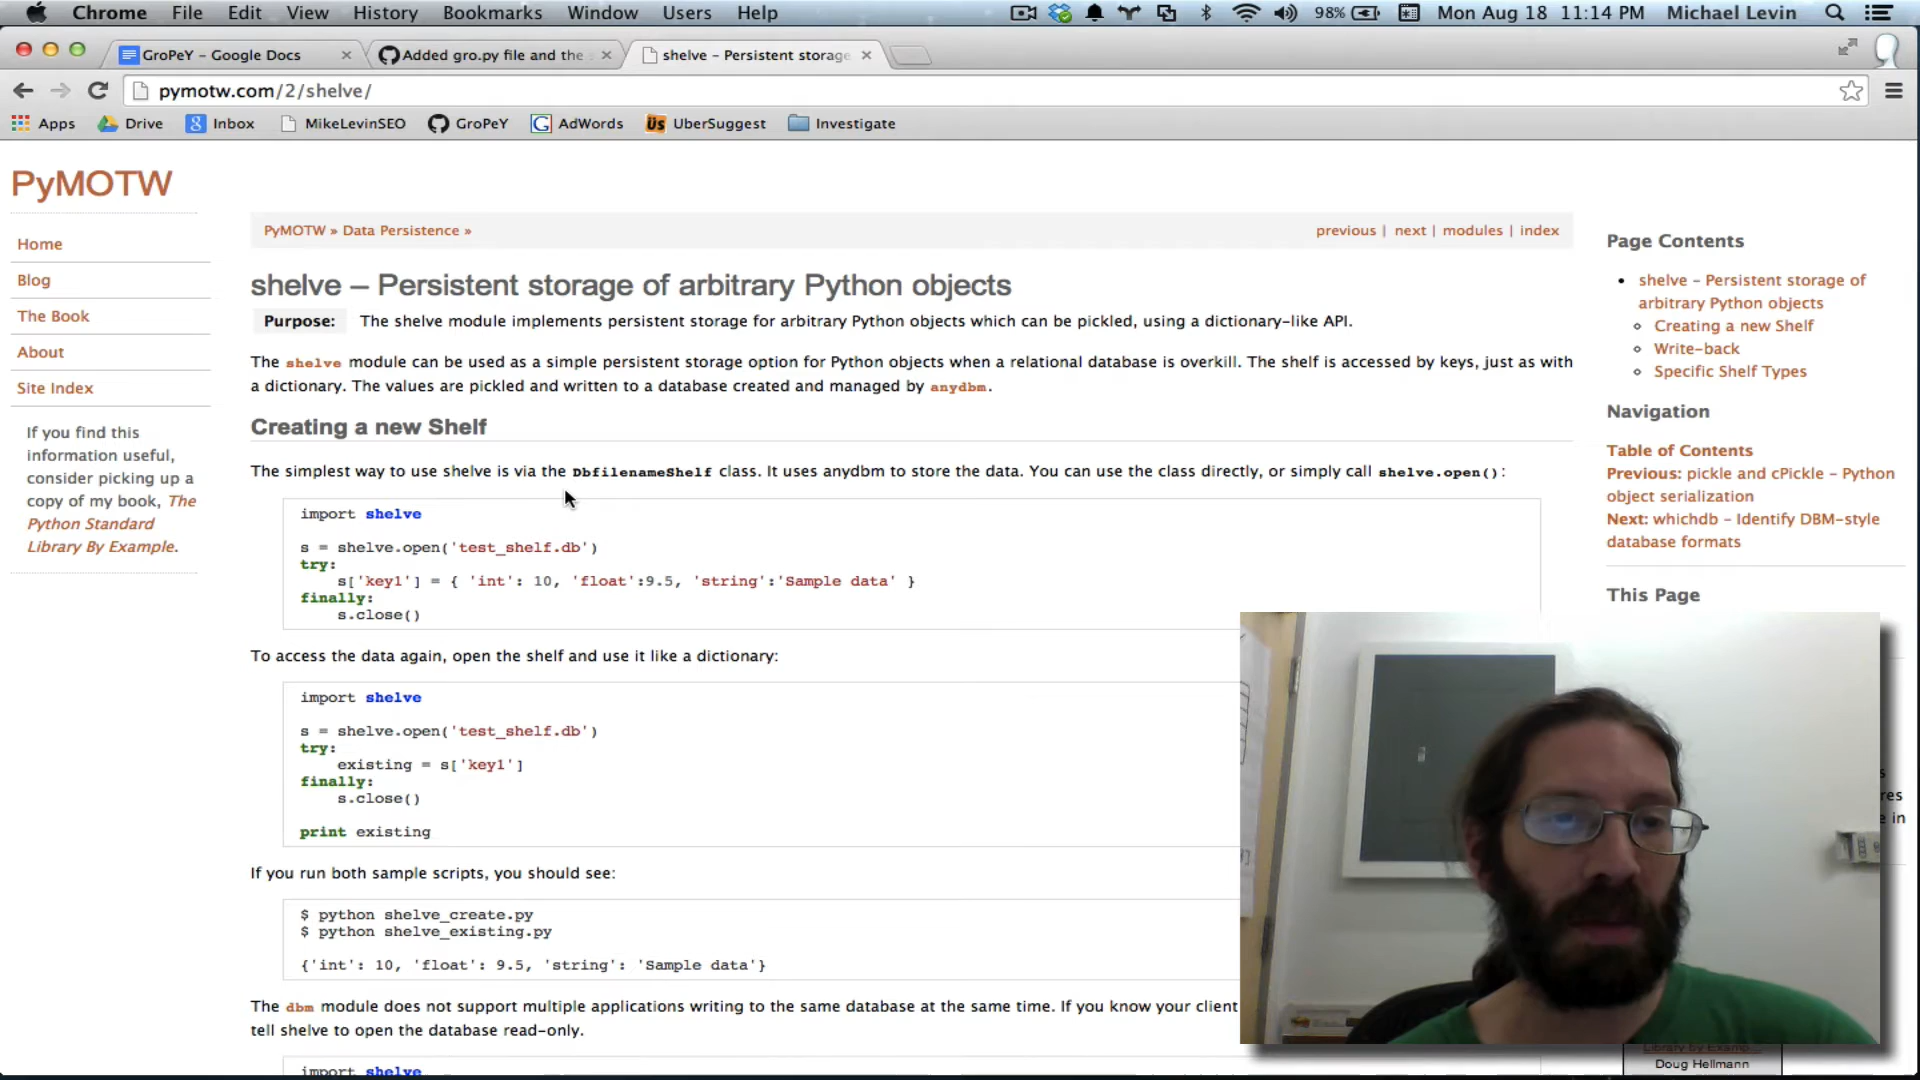 Chrome File Edit View History Bookmarks Window Users Help 98% Mon Aug 18 11:14 PM Michael Levin
GroPeY – Google Docs
Added gro.py file and the
shelve – Persistent storage
pymotw.com/2/shelve/
Apps Drive Inbox MikeLevinSEO GroPeY AdWords UberSuggest Investigate
PyMOTW
Home
Blog
The Book
About
Site Index
If you find this
information useful,
consider picking up a
copy of my book, The
Python Standard
Library By Example.
PyMOTW » Data Persistence »
previous | next | modules | index
shelve – Persistent storage of arbitrary Python objects
Purpose: The shelve module implements persistent storage for arbitrary Python objects which can be pickled, using a dictionary-like API.
The shelve module can be used as a simple persistent storage option for Python objects when a relational database is overkill. The shelf is accessed by keys, just as with
a dictionary. The values are pickled and written to a database created and managed by anydbm.
Creating a new Shelf
The simplest way to use shelve is via the DbfilenameShelf class. It uses anydbm to store the data. You can use the class directly, or simply call shelve.open():
import shelve
s = shelve.open('test_shelf.db')
try:
    s['key1'] = { 'int': 10, 'float':9.5, 'string':'Sample data' }
finally:
    s.close()
To access the data again, open the shelf and use it like a dictionary:
import shelve
s = shelve.open('test_shelf.db')
try:
    existing = s['key1']
finally:
    s.close()
print existing
If you run both sample scripts, you should see:
$ python shelve_create.py
$ python shelve_existing.py
{'int': 10, 'float': 9.5, 'string': 'Sample data'}
The dbm module does not support multiple applications writing to the same database at the same time. If you know your client
tell shelve to open the database read-only.
import shelve
Page Contents
shelve – Persistent storage of
arbitrary Python objects
Creating a new Shelf
Write-back
Specific Shelf Types
Navigation
Table of Contents
Previous: pickle and cPickle – Python
object serialization
Next: whichdb – Identify DBM-style
database formats
This Page
s
res
e in
Doug Hellmann